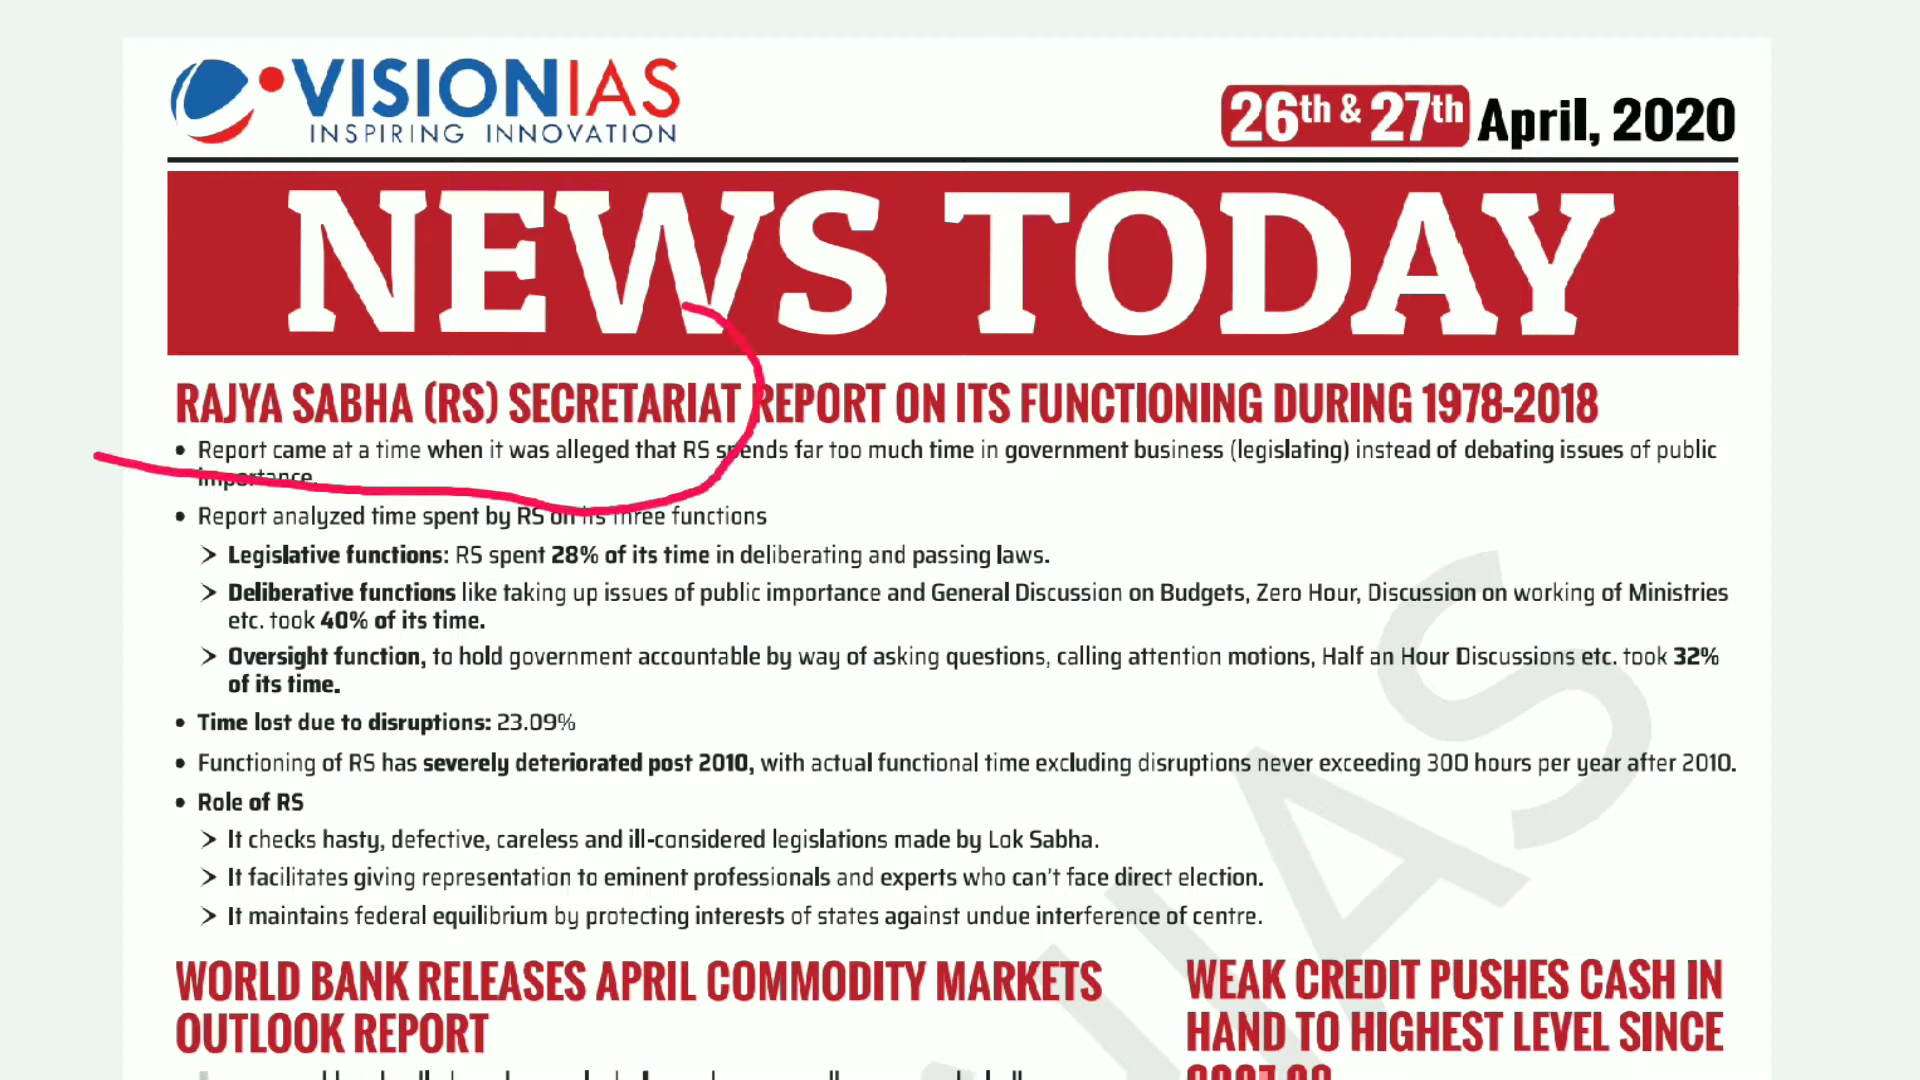 VISIONIAS
INSPIRING INNOVATION
26th & 27th April, 2020
NEWS TODAY
RAJYA SABHA (RS) SECRETARIAT REPORT ON ITS FUNCTIONING DURING 1978-2018
• Report came at a time when it was alleged that RS spends far too much time in government business (legislating) instead of debating issues of public
importance.
• Report analyzed time spent by RS on its three functions
➢ Legislative functions: RS spent 28% of its time in deliberating and passing laws.
➢ Deliberative functions like taking up issues of public importance and General Discussion on Budgets, Zero Hour, Discussion on working of Ministries
etc. took 40% of its time.
➢ Oversight function, to hold government accountable by way of asking questions, calling attention motions, Half an Hour Discussions etc. took 32%
of its time.
• Time lost due to disruptions: 23.09%
• Functioning of RS has severely deteriorated post 2010, with actual functional time excluding disruptions never exceeding 300 hours per year after 2010.
• Role of RS
➢ It checks hasty, defective, careless and ill-considered legislations made by Lok Sabha.
➢ It facilitates giving representation to eminent professionals and experts who can't face direct election.
➢ It maintains federal equilibrium by protecting interests of states against undue interference of centre.
WORLD BANK RELEASES APRIL COMMODITY MARKETS
OUTLOOK REPORT
WEAK CREDIT PUSHES CASH IN
HAND TO HIGHEST LEVEL SINCE